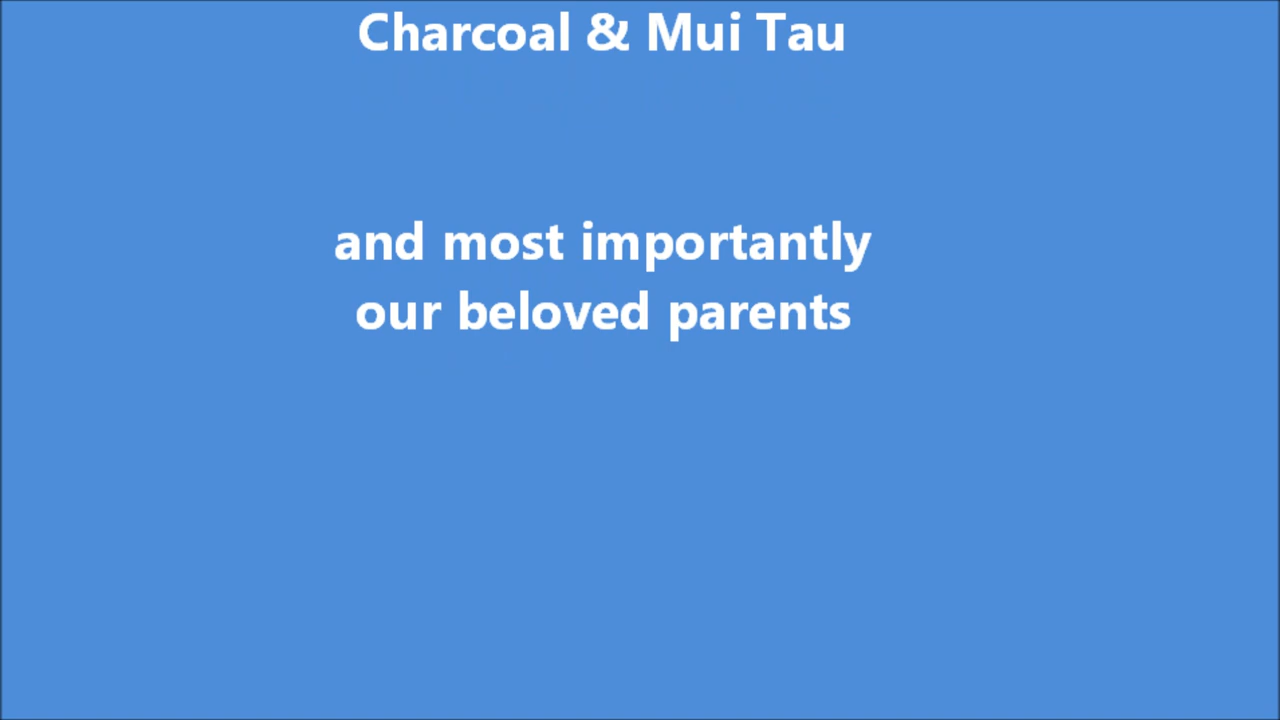 Charcoal & Mui Tau
and most importantly
our beloved parents